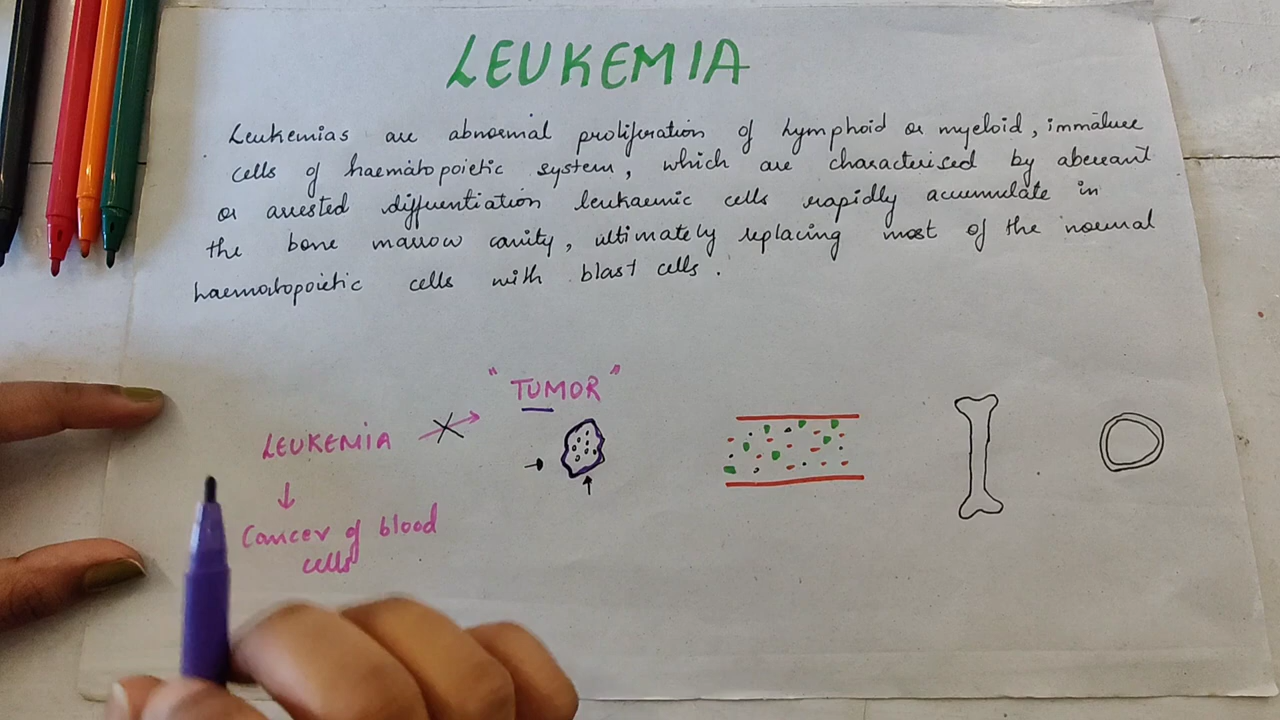 LEUKEMIA
Leukemias are abnormal proliferation of lymphoid or myeloid, immature
cells of haematopoietic system, which are characterised by aberrant
or arrested differentiation leukaemic cells rapidly accumulate in
the bone marrow cavity, ultimately replacing most of the normal
haematopoietic cells with blast cells.
"TUMOR"
LEUKEMIA
Cancer of blood
cells